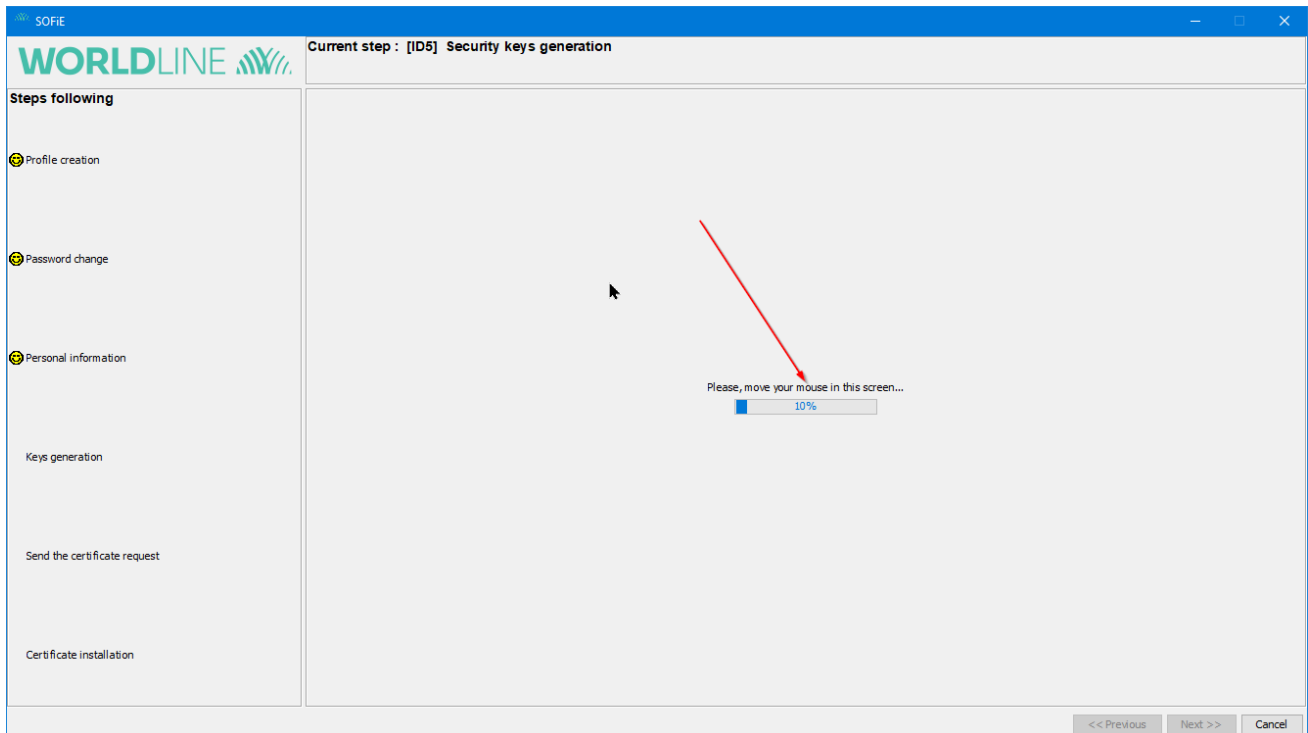 SOFiE
WORLDLINE
Current step : [ID5] Security keys generation
Steps following
Profile creation
Password change
Personal information
Please, move your mouse in this screen...
10%
Keys generation
Send the certificate request
Certificate installation
<< Previous
Next >>
Cancel